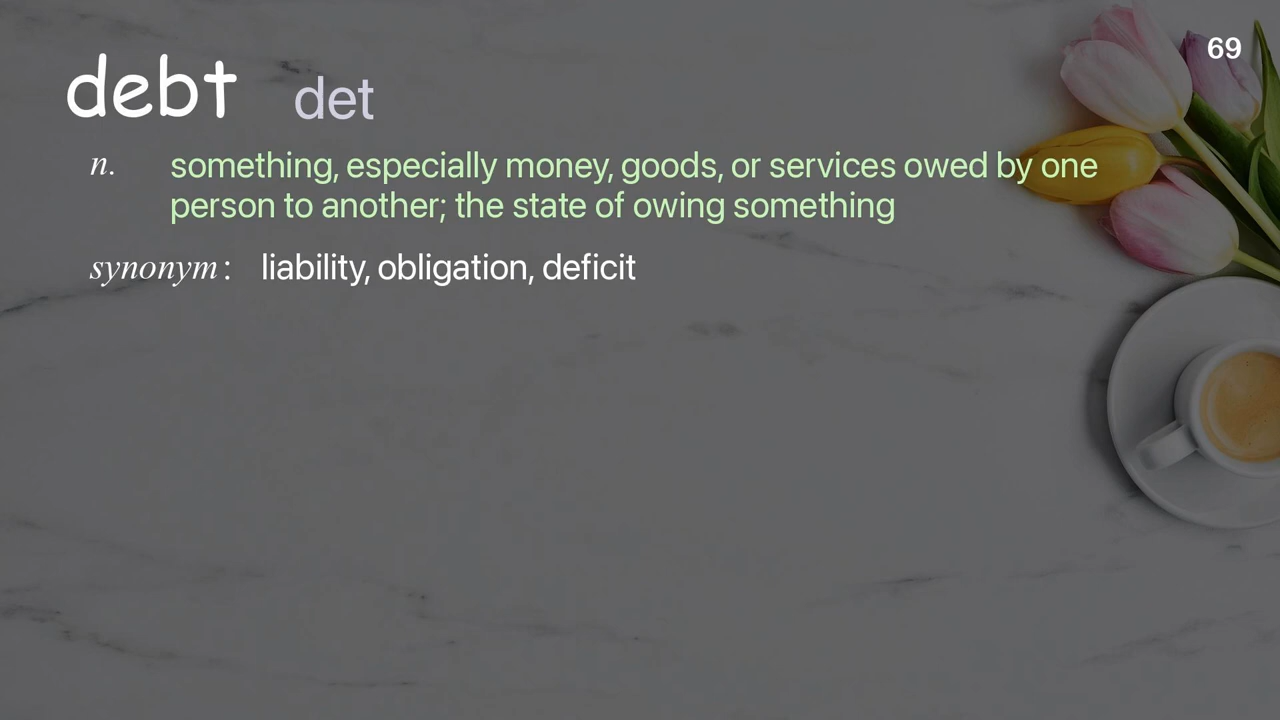 69
debt det
n. something, especially money, goods, or services owed by one
person to another; the state of owing something
synonym: liability, obligation, deficit